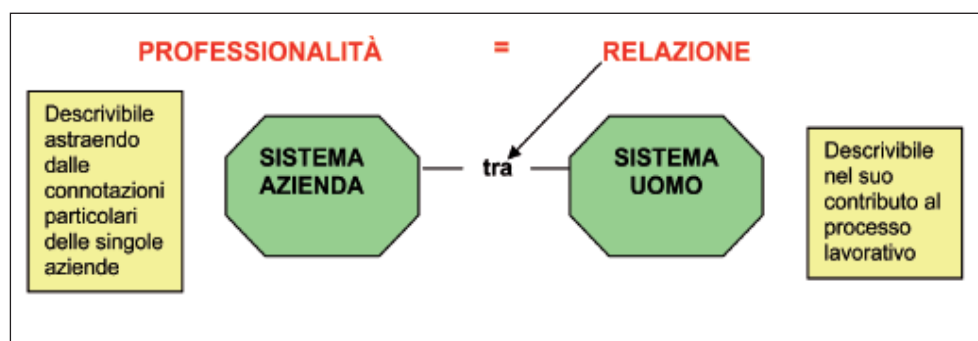 PROFESSIONALITÀ = RELAZIONE
Descrivibile
astraendo
dalle
connotazioni
particolari
delle singole
aziende
SISTEMA
AZIENDA
tra
SISTEMA
UOMO
Descrivibile
nel suo
contributo al
processo
lavorativo